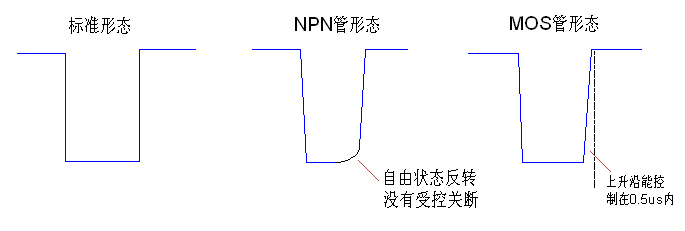 标准形态
NPN管形态
MOS管形态
自由状态反转
没有受控关断
上升沿能控
制在0.5us内